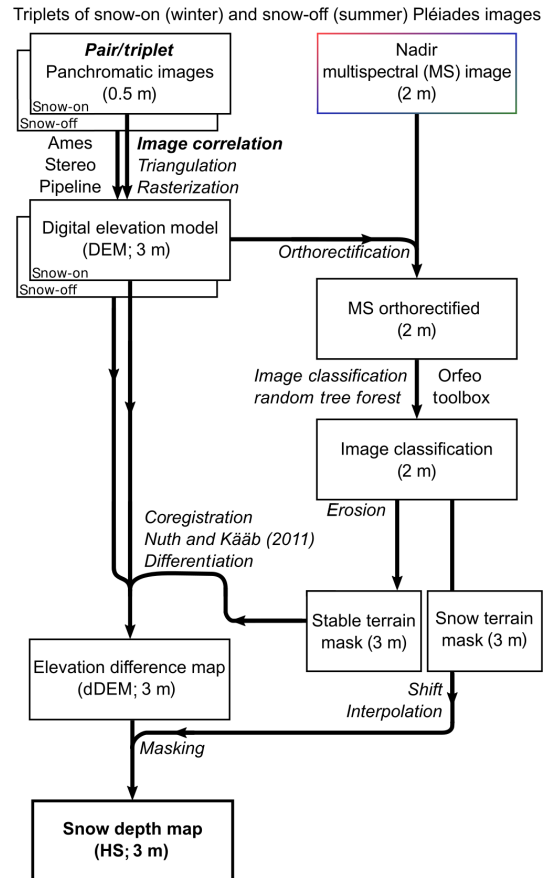 Triplets of snow-on (winter) and snow-off (summer) Pléiades images
Pair/triplet
Panchromatic images
(0.5 m)
Snow-on
Snow-off
Nadir
multispectral (MS) image
(2 m)
Ames
Stereo
Pipeline
Image correlation
Triangulation
Rasterization
Digital elevation model
(DEM; 3 m)
Snow-on
Snow-off
Orthorectification
MS orthorectified
(2 m)
Image classification
random tree forest
Orfeo
toolbox
Image classification
(2 m)
Erosion
Coregistration
Nuth and Kääb (2011)
Differentiation
Stable terrain
mask (3 m)
Snow terrain
mask (3 m)
Elevation difference map
(dDEM; 3 m)
Shift
Interpolation
Masking
Snow depth map
(HS; 3 m)